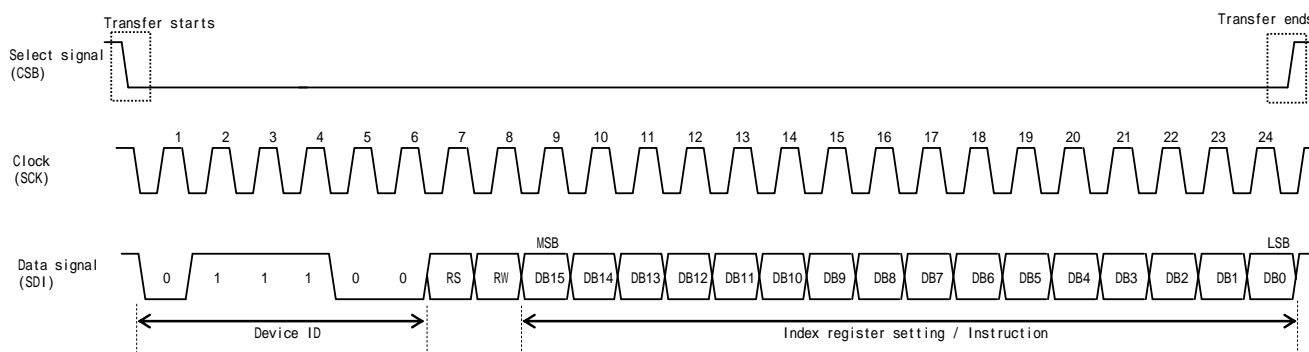 Transfer starts
Transfer ends
Select signal
(CSB)
1 2 3 4 5 6 7 8 9 10 11 12 13 14 15 16 17 18 19 20 21 22 23 24
Clock
(SCK)
MSB LSB
Data signal
(SDI)
0 1 1 1 0 0 RS RW DB15 DB14 DB13 DB12 DB11 DB10 DB9 DB8 DB7 DB6 DB5 DB4 DB3 DB2 DB1 DB0
Device ID
Index register setting / Instruction